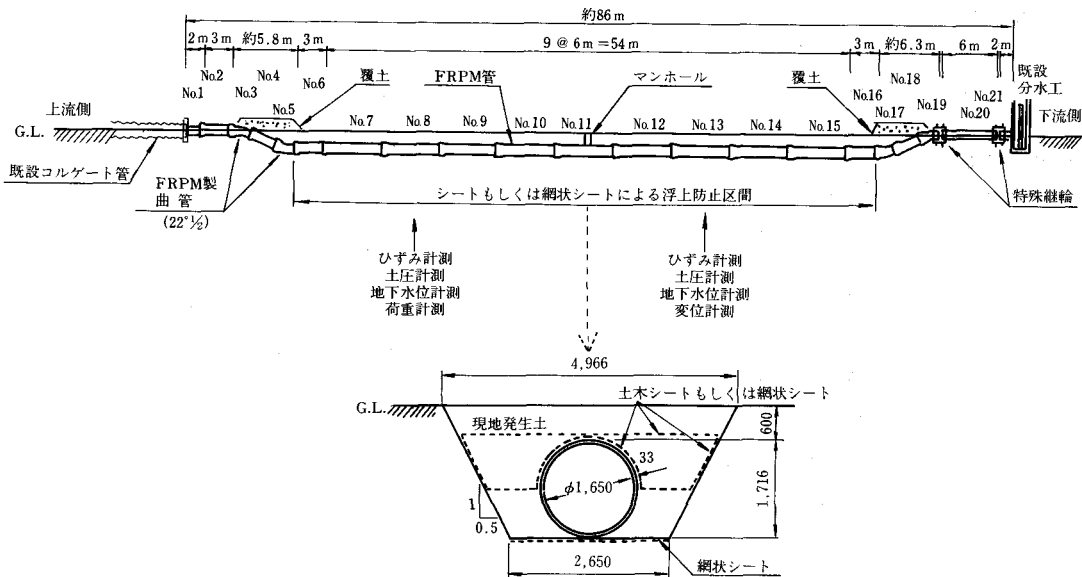 約86m
2m 3m 約5.8m 3m 9@6m=54m 3m 約6.3m 6m 2m
No.1
No.2
No.3
No.4
No.5
No.6
覆土
FRPM管
マンホール
覆土
No.16
No.17
No.18
No.19
No.20
No.21
既設
分水工
上流側
下流側
G.L.
No.7 No.8 No.9 No.10 No.11 No.12 No.13 No.14 No.15
既設コルゲート管
FRPM製
曲管
(22°1/2)
シートもしくは網状シートによる浮上防止区間
特殊継輪
ひずみ計測
土圧計測
地下水位計測
荷重計測
ひずみ計測
土圧計測
地下水位計測
変位計測
4,966
G.L.
土木シートもしくは網状シート
現地発生土
600
33
φ1,650
1,716
1
0.5
2,650
網状シート